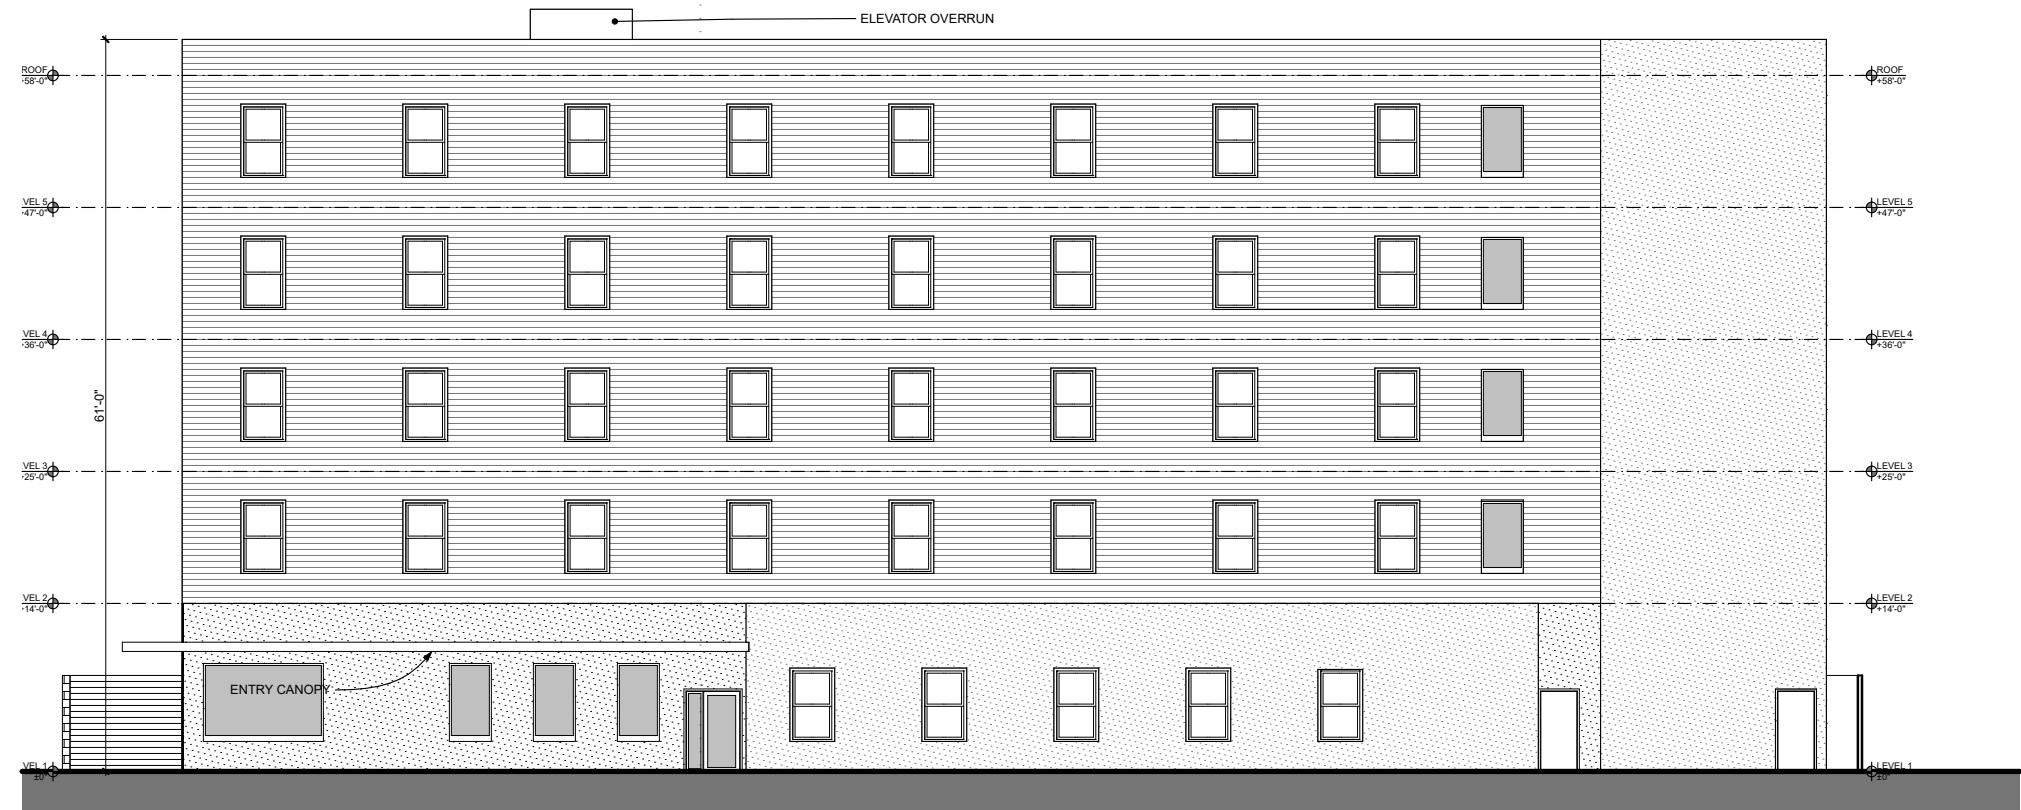 ELEVATOR OVERRUN
ROOF
+58'-0"
ROOF
+58'-0"
VEL 5
+47'-0"
LEVEL 5
+47'-0"
VEL 4
+36'-0"
LEVEL 4
+36'-0"
61'-0"
VEL 3
+25'-0"
LEVEL 3
+25'-0"
VEL 2
+14'-0"
LEVEL 2
+14'-0"
ENTRY CANOPY
VEL 1
±0"
LEVEL 1
±0"